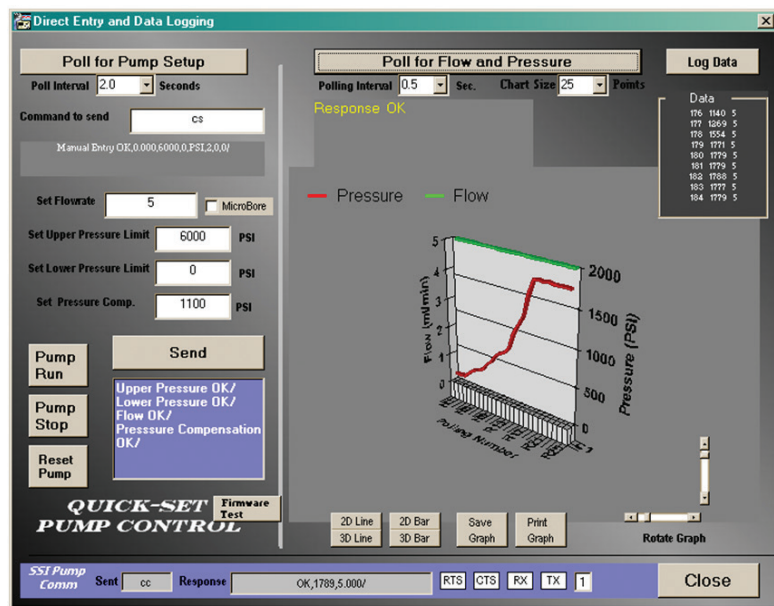 Direct Entry and Data Logging
Poll for Pump Setup
Poll Interval 2.0 Seconds
Command to send cs
Manual Entry OK,0.000,6000,0,PSI,2,0,0/
Set Flowrate 5 MicroBore
Set Upper Pressure Limit 6000 PSI
Set Lower Pressure Limit 0 PSI
Set Pressure Comp. 1100 PSI
Pump Run
Pump Stop
Reset Pump
Send
Upper Pressure OK/
Lower Pressure OK/
Flow OK/
Presssure Compensation
OK/
QUICK-SET
PUMP CONTROL
Firmware Test
Poll for Flow and Pressure
Polling Interval 0.5 Sec. Chart Size 25 Points
Response OK
Log Data
Data
176 1140 5
177 1269 5
178 1554 5
179 1771 5
180 1779 5
181 1779 5
182 1788 5
183 1777 5
184 1779 5
Pressure Flow
5
4
3
2
1
0
Flow (ml/min)
2000
1500
1000
500
0
Pressure (PSI)
Polling Number
2D Line 2D Bar
3D Line 3D Bar
Save Graph
Print Graph
Rotate Graph
SSI Pump
Comm
Sent cc Response OK,1789,5.000/ RTS CTS RX TX 1
Close